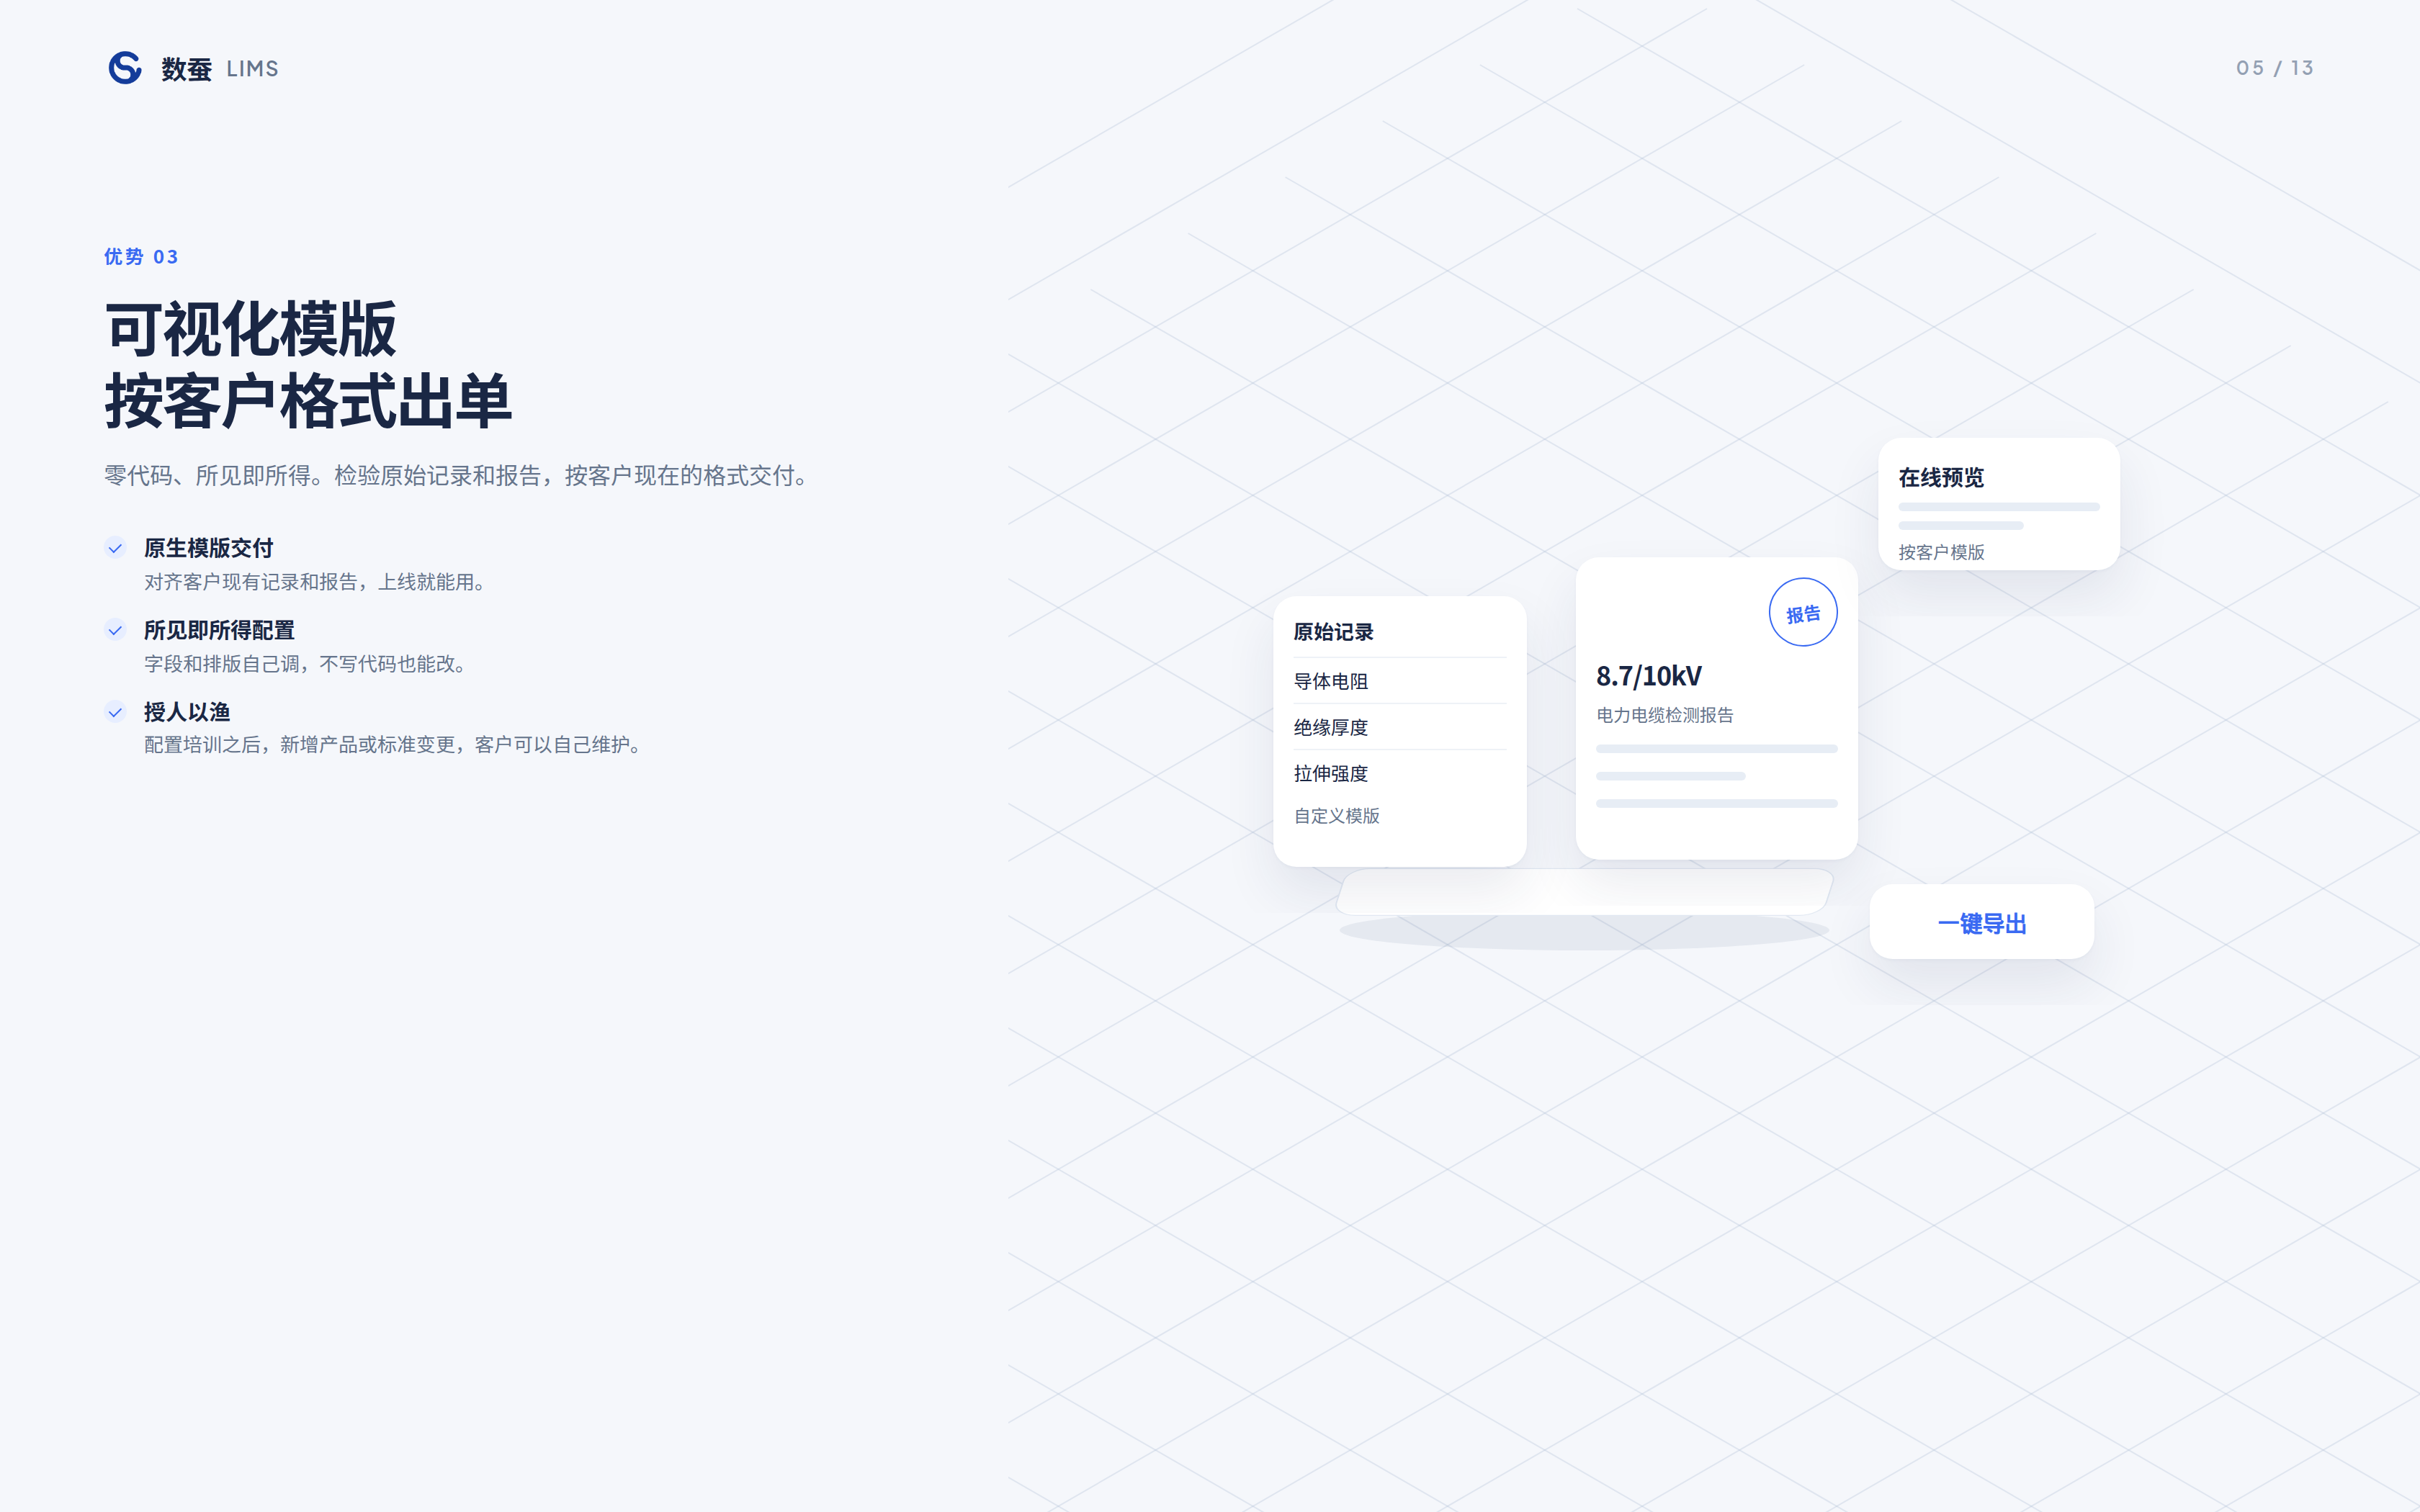 数蚕 LIMS
05 / 13
优势 03
可视化模版
按客户格式出单
零代码、所见即所得。检验原始记录和报告，按客户现在的格式交付。
原生模版交付
对齐客户现有记录和报告，上线就能用。
所见即所得配置
字段和排版自己调，不写代码也能改。
授人以渔
配置培训之后，新增产品或标准变更，客户可以自己维护。
原始记录
导体电阻
绝缘厚度
拉伸强度
自定义模版
报告
8.7/10kV
电力电缆检测报告
在线预览
按客户模版
一键导出